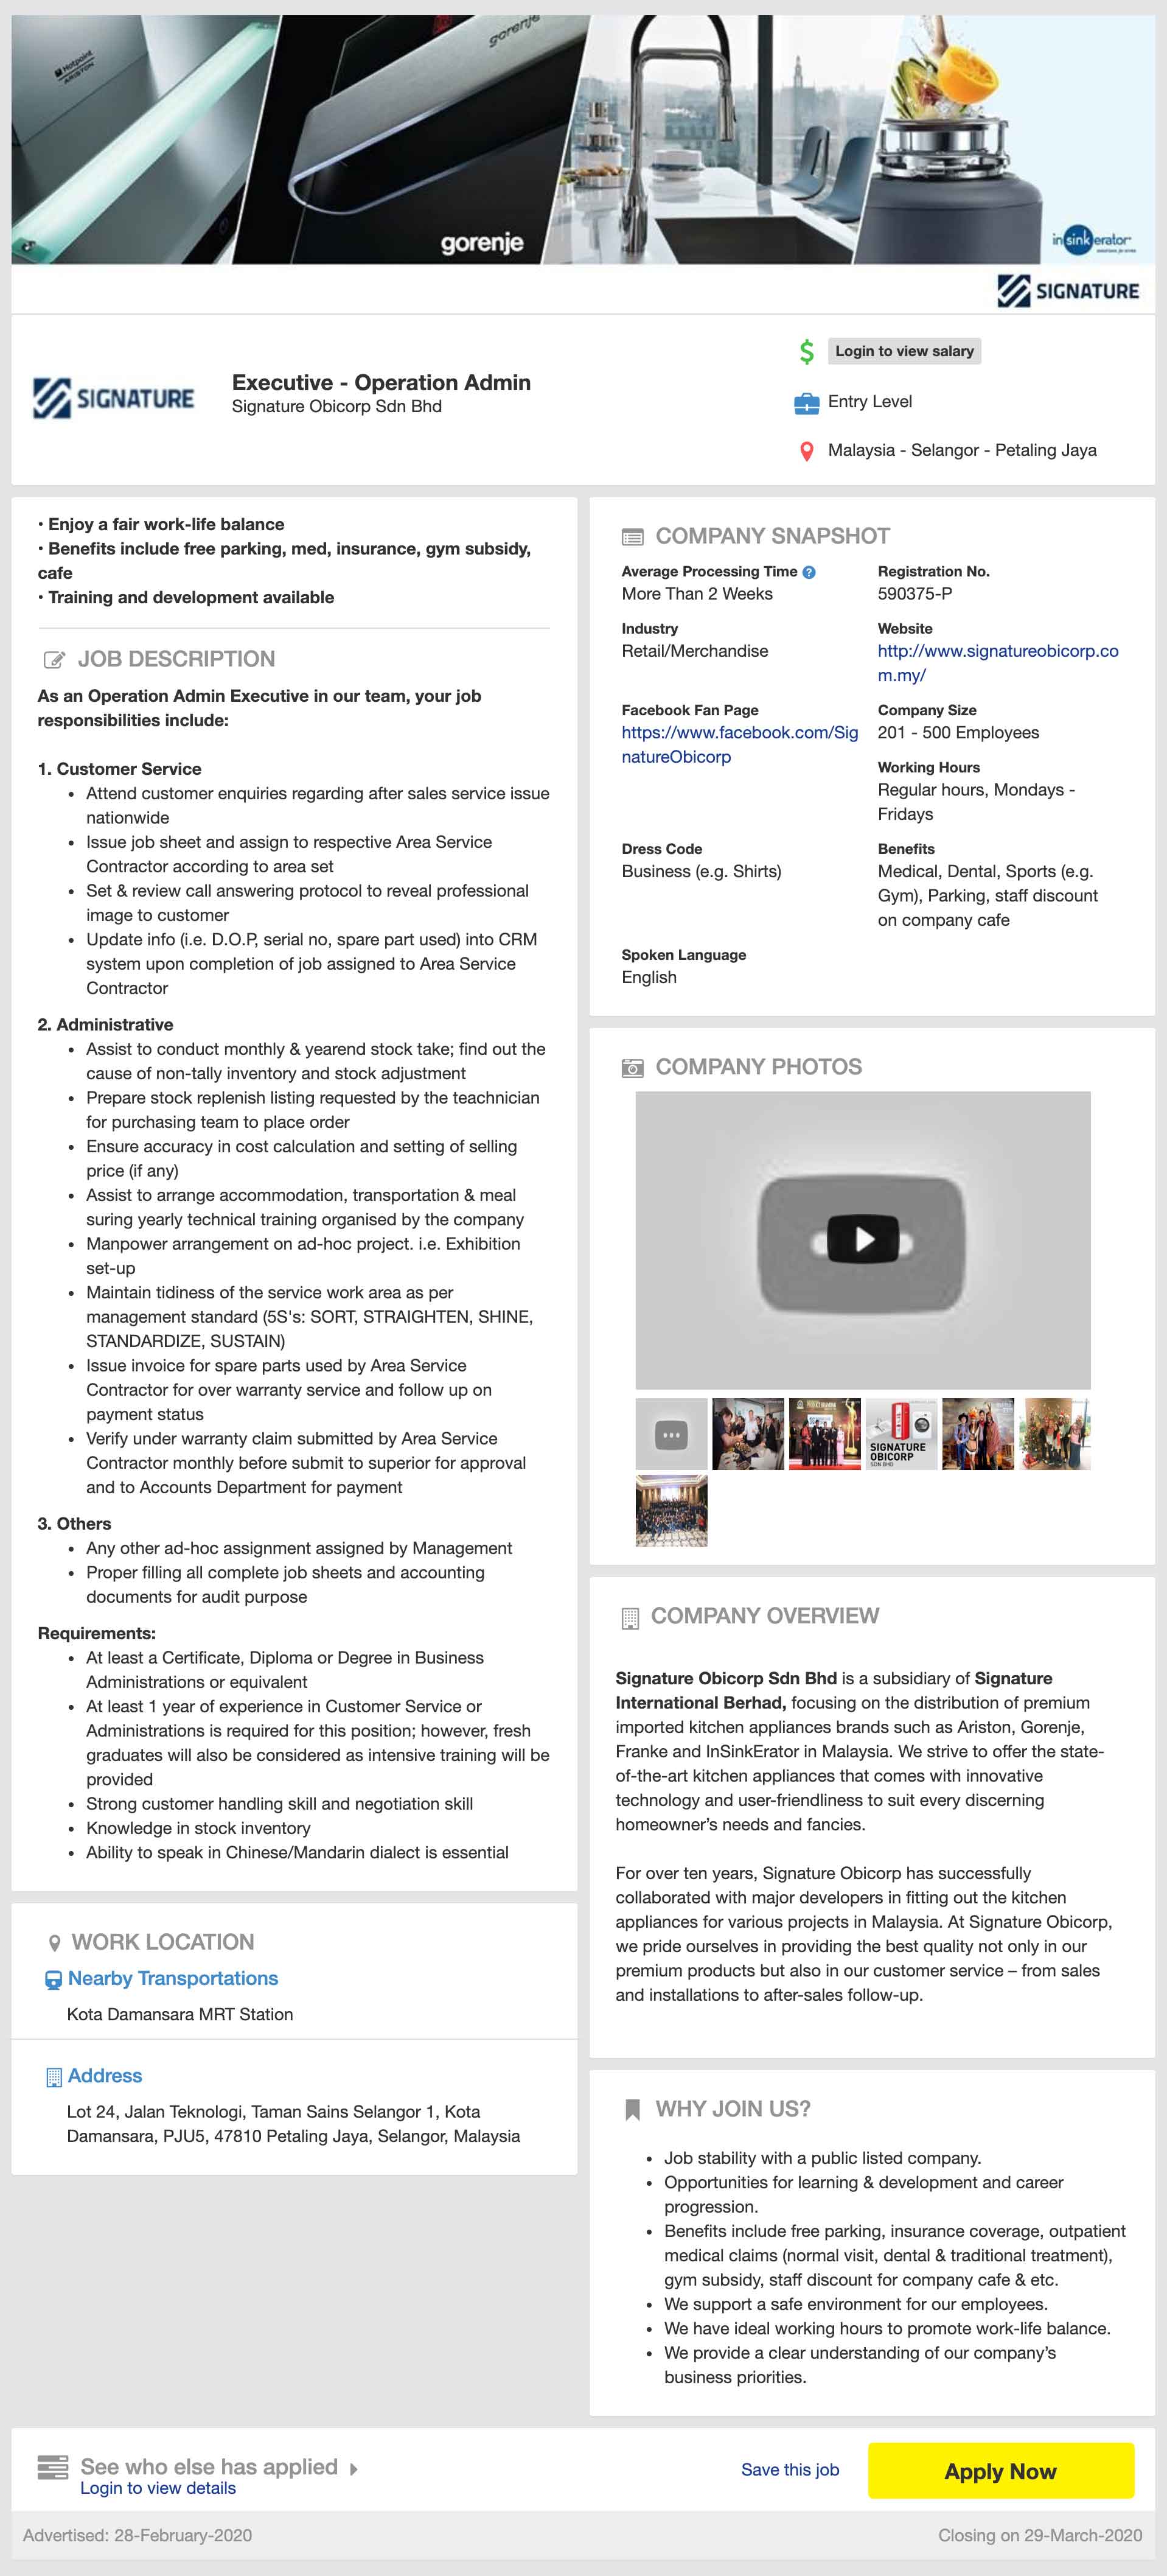 Hotpoint
ARISTON
gorenje
gorenje
insinkerator
SIGNATURE
SIGNATURE
Executive - Operation Admin
Signature Obicorp Sdn Bhd
$ Login to view salary
Entry Level
Malaysia - Selangor - Petaling Jaya
• Enjoy a fair work-life balance
• Benefits include free parking, med, insurance, gym subsidy,
cafe
• Training and development available
JOB DESCRIPTION
As an Operation Admin Executive in our team, your job
responsibilities include:
1. Customer Service
• Attend customer enquiries regarding after sales service issue
nationwide
• Issue job sheet and assign to respective Area Service
Contractor according to area set
• Set & review call answering protocol to reveal professional
image to customer
• Update info (i.e. D.O.P, serial no, spare part used) into CRM
system upon completion of job assigned to Area Service
Contractor
2. Administrative
• Assist to conduct monthly & yearend stock take; find out the
cause of non-tally inventory and stock adjustment
• Prepare stock replenish listing requested by the teachnician
for purchasing team to place order
• Ensure accuracy in cost calculation and setting of selling
price (if any)
• Assist to arrange accommodation, transportation & meal
suring yearly technical training organised by the company
• Manpower arrangement on ad-hoc project. i.e. Exhibition
set-up
• Maintain tidiness of the service work area as per
management standard (5S's: SORT, STRAIGHTEN, SHINE,
STANDARDIZE, SUSTAIN)
• Issue invoice for spare parts used by Area Service
Contractor for over warranty service and follow up on
payment status
• Verify under warranty claim submitted by Area Service
Contractor monthly before submit to superior for approval
and to Accounts Department for payment
3. Others
• Any other ad-hoc assignment assigned by Management
• Proper filling all complete job sheets and accounting
documents for audit purpose
Requirements:
• At least a Certificate, Diploma or Degree in Business
Administrations or equivalent
• At least 1 year of experience in Customer Service or
Administrations is required for this position; however, fresh
graduates will also be considered as intensive training will be
provided
• Strong customer handling skill and negotiation skill
• Knowledge in stock inventory
• Ability to speak in Chinese/Mandarin dialect is essential
WORK LOCATION
Nearby Transportations
Kota Damansara MRT Station
Address
Lot 24, Jalan Teknologi, Taman Sains Selangor 1, Kota
Damansara, PJU5, 47810 Petaling Jaya, Selangor, Malaysia
COMPANY SNAPSHOT
Average Processing Time ?
More Than 2 Weeks
Registration No.
590375-P
Industry
Retail/Merchandise
Website
http://www.signatureobicorp.co
m.my/
Facebook Fan Page
https://www.facebook.com/Sig
natureObicorp
Company Size
201 - 500 Employees
Working Hours
Regular hours, Mondays -
Fridays
Dress Code
Business (e.g. Shirts)
Benefits
Medical, Dental, Sports (e.g.
Gym), Parking, staff discount
on company cafe
Spoken Language
English
COMPANY PHOTOS
SIGNATURE
OBICORP
SDN BHD
COMPANY OVERVIEW
Signature Obicorp Sdn Bhd is a subsidiary of Signature
International Berhad, focusing on the distribution of premium
imported kitchen appliances brands such as Ariston, Gorenje,
Franke and InSinkErator in Malaysia. We strive to offer the state-
of-the-art kitchen appliances that comes with innovative
technology and user-friendliness to suit every discerning
homeowner's needs and fancies.
For over ten years, Signature Obicorp has successfully
collaborated with major developers in fitting out the kitchen
appliances for various projects in Malaysia. At Signature Obicorp,
we pride ourselves in providing the best quality not only in our
premium products but also in our customer service – from sales
and installations to after-sales follow-up.
WHY JOIN US?
• Job stability with a public listed company.
• Opportunities for learning & development and career
progression.
• Benefits include free parking, insurance coverage, outpatient
medical claims (normal visit, dental & traditional treatment),
gym subsidy, staff discount for company cafe & etc.
• We support a safe environment for our employees.
• We have ideal working hours to promote work-life balance.
• We provide a clear understanding of our company's
business priorities.
See who else has applied
Login to view details
Save this job
Apply Now
Advertised: 28-February-2020
Closing on 29-March-2020